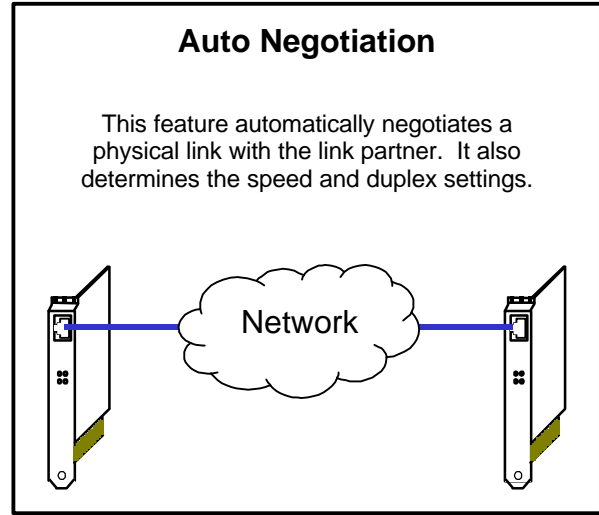 Auto Negotiation
This feature automatically negotiates a
physical link with the link partner.  It also
determines the speed and duplex settings.
Network